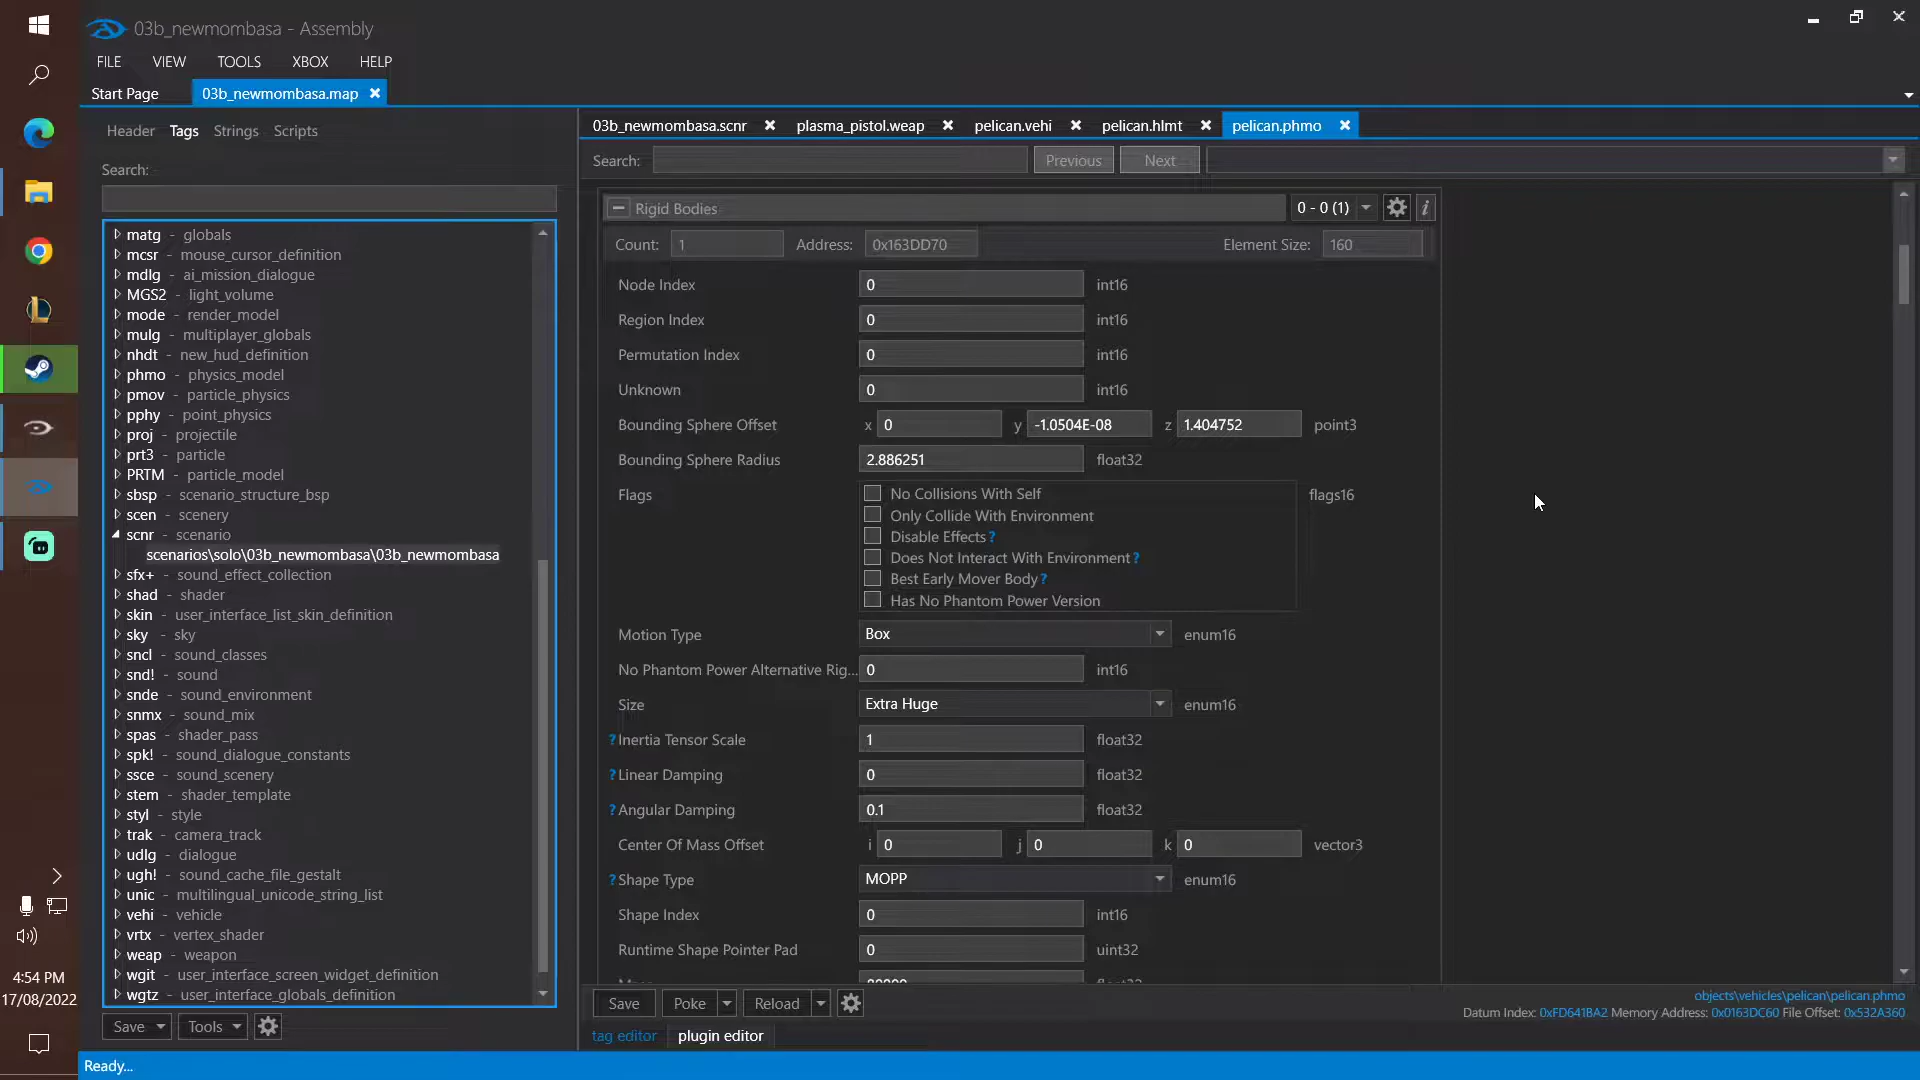 03b_newmombasa - Assembly
FILE VIEW TOOLS XBOX HELP
Start Page 03b_newmombasa.map
Header Tags Strings Scripts
Search:
matg - globals
mcsr - mouse_cursor_definition
mdlg - ai_mission_dialogue
MGS2 - light_volume
mode - render_model
mulg - multiplayer_globals
nhdt - new_hud_definition
phmo - physics_model
pmov - particle_physics
pphy - point_physics
proj - projectile
prt3 - particle
PRTM - particle_model
sbsp - scenario_structure_bsp
scen - scenery
scnr - scenario
scenarios\solo\03b_newmombasa\03b_newmombasa
sfx+ - sound_effect_collection
shad - shader
skin - user_interface_list_skin_definition
sky - sky
sncl - sound_classes
snd! - sound
snde - sound_environment
snmx - sound_mix
spas - shader_pass
spk! - sound_dialogue_constants
ssce - sound_scenery
stem - shader_template
styl - style
trak - camera_track
udlg - dialogue
ugh! - sound_cache_file_gestalt
unic - multilingual_unicode_string_list
vehi - vehicle
vrtx - vertex_shader
weap - weapon
wgit - user_interface_screen_widget_definition
wgtz - user_interface_globals_definition
Save Tools
03b_newmombasa.scnr plasma_pistol.weap pelican.vehi pelican.hlmt pelican.phmo
Search: Previous Next
Rigid Bodies 0 - 0 (1) i
Count: 1 Address: 0x163DD70 Element Size: 160
Node Index 0 int16
Region Index 0 int16
Permutation Index 0 int16
Unknown 0 int16
Bounding Sphere Offset x 0 y -1.0504E-08 z 1.404752 point3
Bounding Sphere Radius 2.886251 float32
Flags No Collisions With Self flags16
Only Collide With Environment
Disable Effects ?
Does Not Interact With Environment ?
Best Early Mover Body ?
Has No Phantom Power Version
Motion Type Box enum16
No Phantom Power Alternative Rig... 0 int16
Size Extra Huge enum16
? Inertia Tensor Scale 1 float32
? Linear Damping 0 float32
? Angular Damping 0.1 float32
Center Of Mass Offset i 0 j 0 k 0 vector3
? Shape Type MOPP enum16
Shape Index 0 int16
Runtime Shape Pointer Pad 0 uint32
Save Poke Reload
objects\vehicles\pelican\pelican.phmo
Datum Index: 0xFD641BA2 Memory Address: 0x0163DC60 File Offset: 0x532A360
tag editor plugin editor
4:54 PM
17/08/2022
Ready...